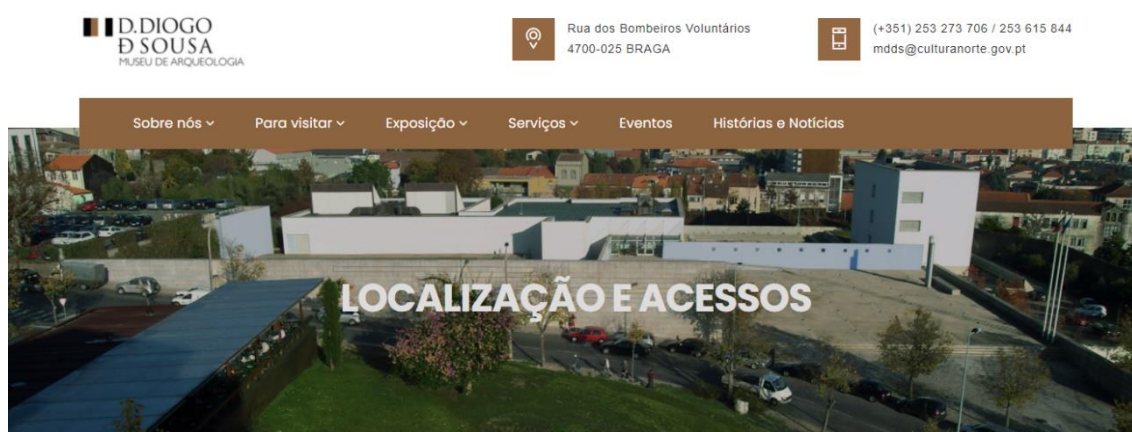 D.DIOGO
Đ SOUSA
MUSEU DE ARQUEOLOGIA
Rua dos Bombeiros Voluntários
4700-025 BRAGA
(+351) 253 273 706 / 253 615 844
mdds@culturanorte.gov.pt
Sobre nós
Para visitar
Exposição
Serviços
Eventos
Histórias e Notícias
LOCALIZAÇÃO E ACESSOS